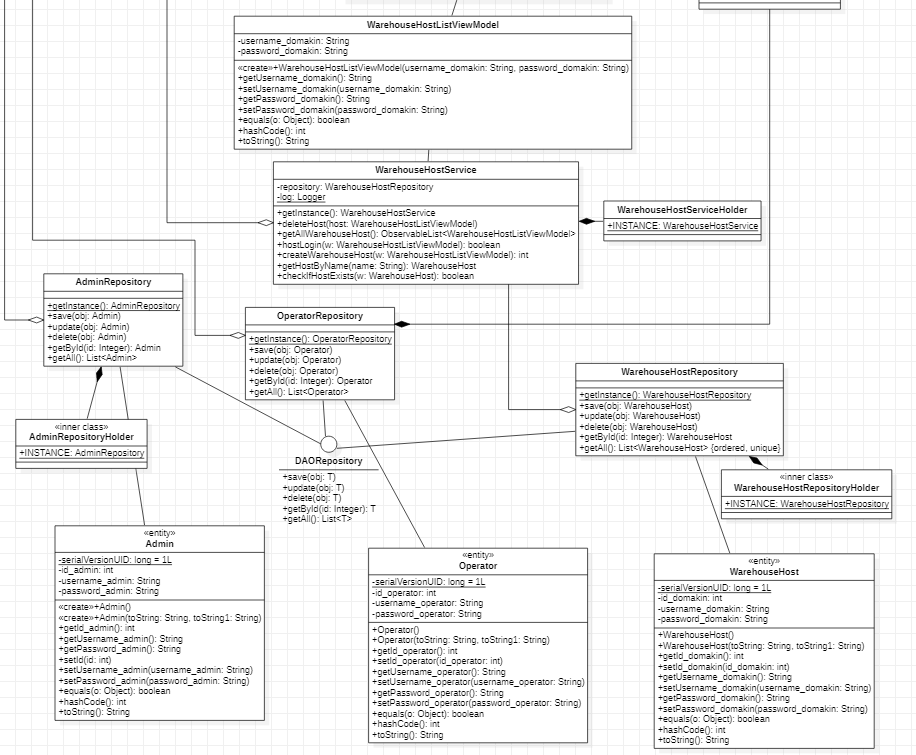 WarehouseHostListViewModel
-username_domakin: String
-password_domakin: String
«create»+WarehouseHostListViewModel(username_domakin: String, password_domakin: String)
+getUsername_domakin(): String
+setUsername_domakin(username_domakin: String)
+getPassword_domakin(): String
+setPassword_domakin(password_domakin: String)
+equals(o: Object): boolean
+hashCode(): int
+toString(): String
WarehouseHostService
-repository: WarehouseHostRepository
-log: Logger
+getInstance(): WarehouseHostService
+deleteHost(host: WarehouseHostListViewModel)
+getAllWarehouseHost(): ObservableList<WarehouseHostListViewModel>
+hostLogin(w: WarehouseHostListViewModel): boolean
+createWarehouseHost(w: WarehouseHostListViewModel): int
+getHostByName(name: String): WarehouseHost
+checkIfHostExists(w: WarehouseHost): boolean
WarehouseHostServiceHolder
+INSTANCE: WarehouseHostService
AdminRepository
+getInstance(): AdminRepository
+save(obj: Admin)
+update(obj: Admin)
+delete(obj: Admin)
+getById(id: Integer): Admin
+getAll(): List<Admin>
OperatorRepository
+getInstance(): OperatorRepository
+save(obj: Operator)
+update(obj: Operator)
+delete(obj: Operator)
+getById(id: Integer): Operator
+getAll(): List<Operator>
WarehouseHostRepository
+getInstance(): WarehouseHostRepository
+save(obj: WarehouseHost)
+update(obj: WarehouseHost)
+delete(obj: WarehouseHost)
+getById(id: Integer): WarehouseHost
+getAll(): List<WarehouseHost> {ordered, unique}
«inner class»
AdminRepositoryHolder
+INSTANCE: AdminRepository
DAORepository
+save(obj: T)
+update(obj: T)
+delete(obj: T)
+getById(id: Integer): T
+getAll(): List<T>
«inner class»
WarehouseHostRepositoryHolder
+INSTANCE: WarehouseHostRepository
«entity»
Admin
-serialVersionUID: long = 1L
-id_admin: int
-username_admin: String
-password_admin: String
«create»+Admin()
«create»+Admin(toString: String, toString1: String)
+getId_admin(): int
+getUsername_admin(): String
+getPassword_admin(): String
+setId(id: int)
+setUsername_admin(username_admin: String)
+setPassword_admin(password_admin: String)
+equals(o: Object): boolean
+hashCode(): int
+toString(): String
«entity»
Operator
-serialVersionUID: long = 1L
-id_operator: int
-username_operator: String
-password_operator: String
+Operator()
+Operator(toString: String, toString1: String)
+getId_operator(): int
+setId_operator(id_operator: int)
+getUsername_operator(): String
+setUsername_operator(username_operator: String)
+getPassword_operator(): String
+setPassword_operator(password_operator: String)
+equals(o: Object): boolean
+hashCode(): int
+toString(): String
«entity»
WarehouseHost
-serialVersionUID: long = 1L
-id_domakin: int
-username_domakin: String
-password_domakin: String
+WarehouseHost()
+WarehouseHost(toString: String, toString1: String)
+getId_domakin(): int
+setId_domakin(id_domakin: int)
+getUsername_domakin(): String
+setUsername_domakin(username_domakin: String)
+getPassword_domakin(): String
+setPassword_domakin(password_domakin: String)
+equals(o: Object): boolean
+hashCode(): int
+toString(): String